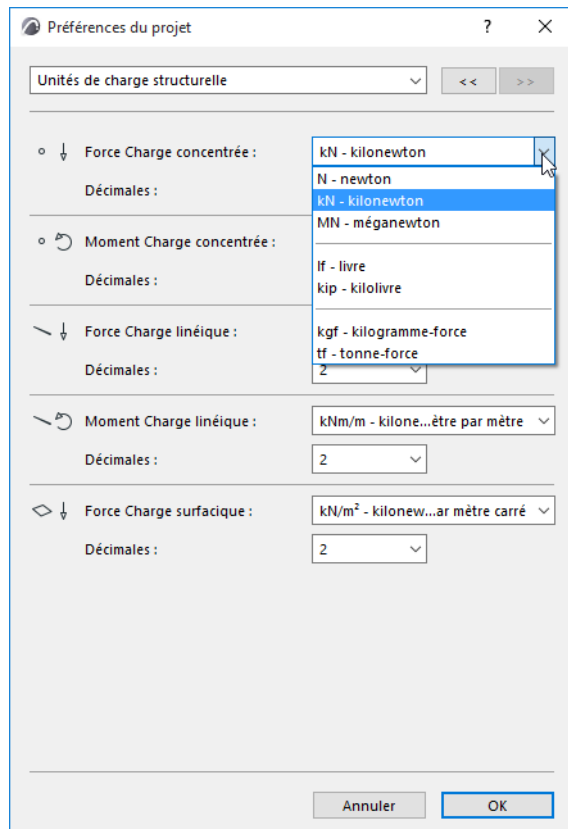 Préférences du projet
?
Unités de charge structurelle
<< >>
Force Charge concentrée : kN - kilonewton
Décimales :
N - newton
kN - kilonewton
MN - méganewton
lf - livre
kip - kilolivre
kgf - kilogramme-force
tf - tonne-force
Moment Charge concentrée :
Décimales :
Force Charge linéique :
Décimales : 2
Moment Charge linéique : kNm/m - kilone...ètre par mètre
Décimales : 2
Force Charge surfacique : kN/m² - kilonew...ar mètre carré
Décimales : 2
Annuler OK